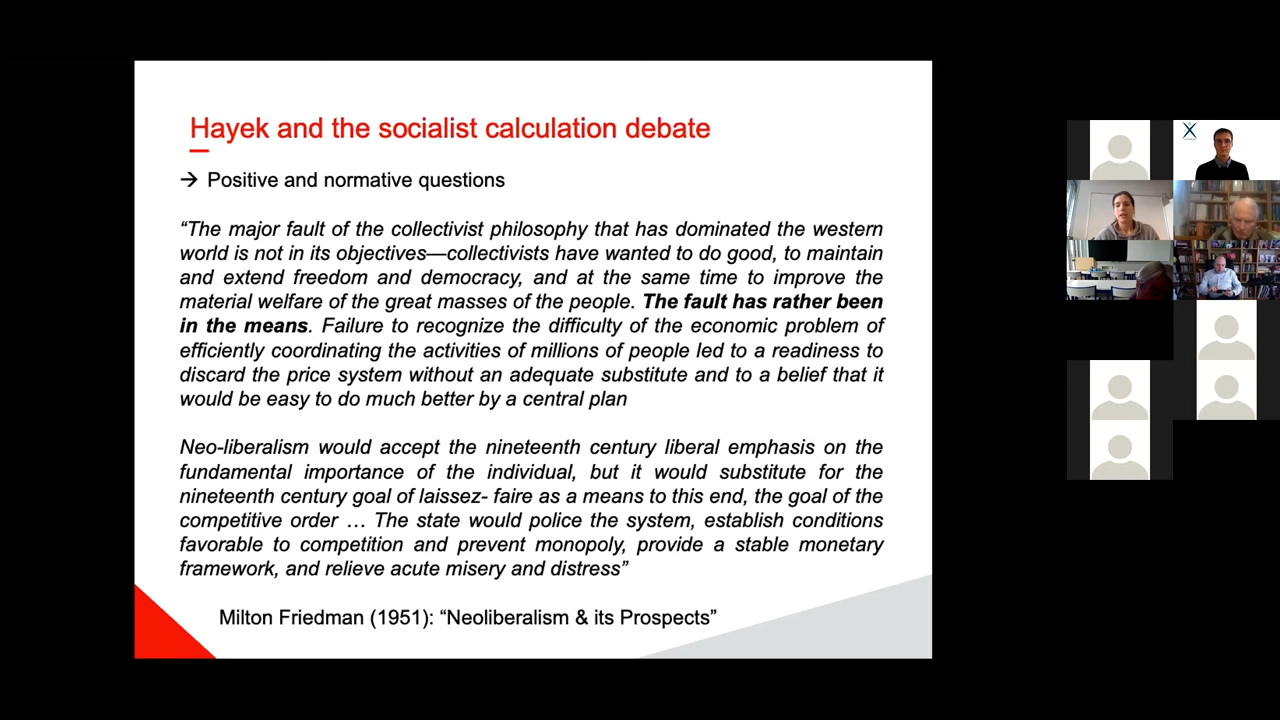 Hayek and the socialist calculation debate
→ Positive and normative questions
“The major fault of the collectivist philosophy that has dominated the western
world is not in its objectives—collectivists have wanted to do good, to maintain
and extend freedom and democracy, and at the same time to improve the
material welfare of the great masses of the people. The fault has rather been
in the means. Failure to recognize the difficulty of the economic problem of
efficiently coordinating the activities of millions of people led to a readiness to
discard the price system without an adequate substitute and to a belief that it
would be easy to do much better by a central plan
Neo-liberalism would accept the nineteenth century liberal emphasis on the
fundamental importance of the individual, but it would substitute for the
nineteenth century goal of laissez- faire as a means to this end, the goal of the
competitive order … The state would police the system, establish conditions
favorable to competition and prevent monopoly, provide a stable monetary
framework, and relieve acute misery and distress”
Milton Friedman (1951): “Neoliberalism & its Prospects”